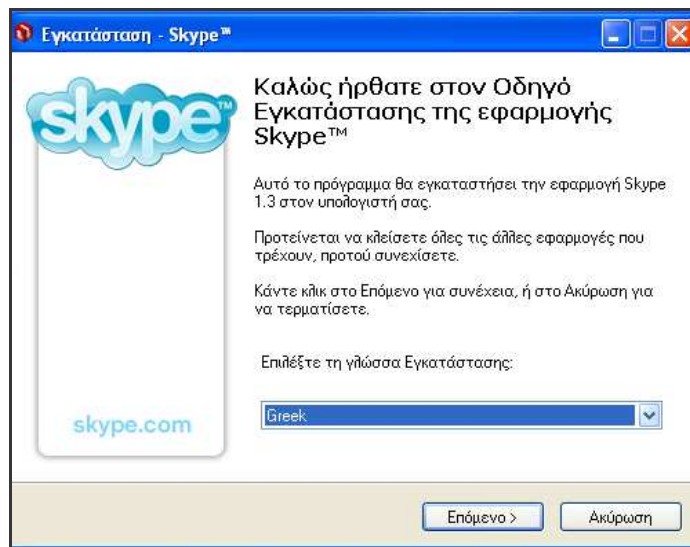 Εγκατάσταση - Skype™
skype™
Καλώς ήρθατε στον Οδηγό
Εγκατάστασης της εφαρμογής
Skype™
Αυτό το πρόγραμμα θα εγκαταστήσει την εφαρμογή Skype
1.3 στον υπολογιστή σας.
Προτείνεται να κλείσετε όλες τις άλλες εφαρμογές που
τρέχουν, προτού συνεχίσετε.
Κάντε κλικ στο Επόμενο για συνέχεια, ή στο Ακύρωση για
να τερματίσετε.
Επιλέξτε τη γλώσσα Εγκατάστασης:
Greek
skype.com
Επόμενο >
Ακύρωση